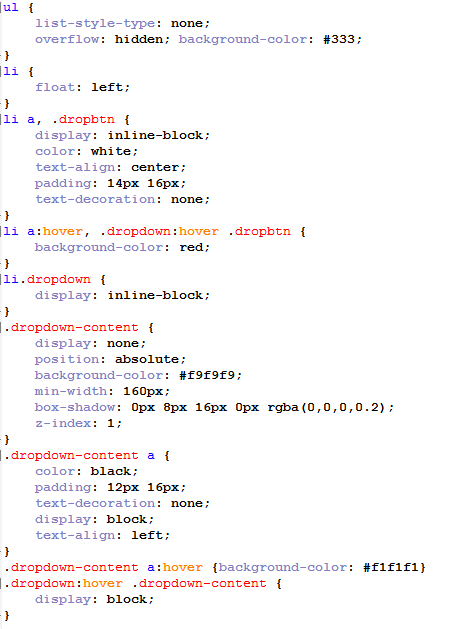 ul {
    list-style-type: none;
    overflow: hidden; background-color: #333;
}
li {
    float: left;
}
li a, .dropbtn {
    display: inline-block;
    color: white;
    text-align: center;
    padding: 14px 16px;
    text-decoration: none;
}
li a:hover, .dropdown:hover .dropbtn {
    background-color: red;
}
li.dropdown {
    display: inline-block;
}
.dropdown-content {
    display: none;
    position: absolute;
    background-color: #f9f9f9;
    min-width: 160px;
    box-shadow: 0px 8px 16px 0px rgba(0,0,0,0.2);
    z-index: 1;
}
.dropdown-content a {
    color: black;
    padding: 12px 16px;
    text-decoration: none;
    display: block;
    text-align: left;
}
.dropdown-content a:hover {background-color: #f1f1f1}
.dropdown:hover .dropdown-content {
    display: block;
}